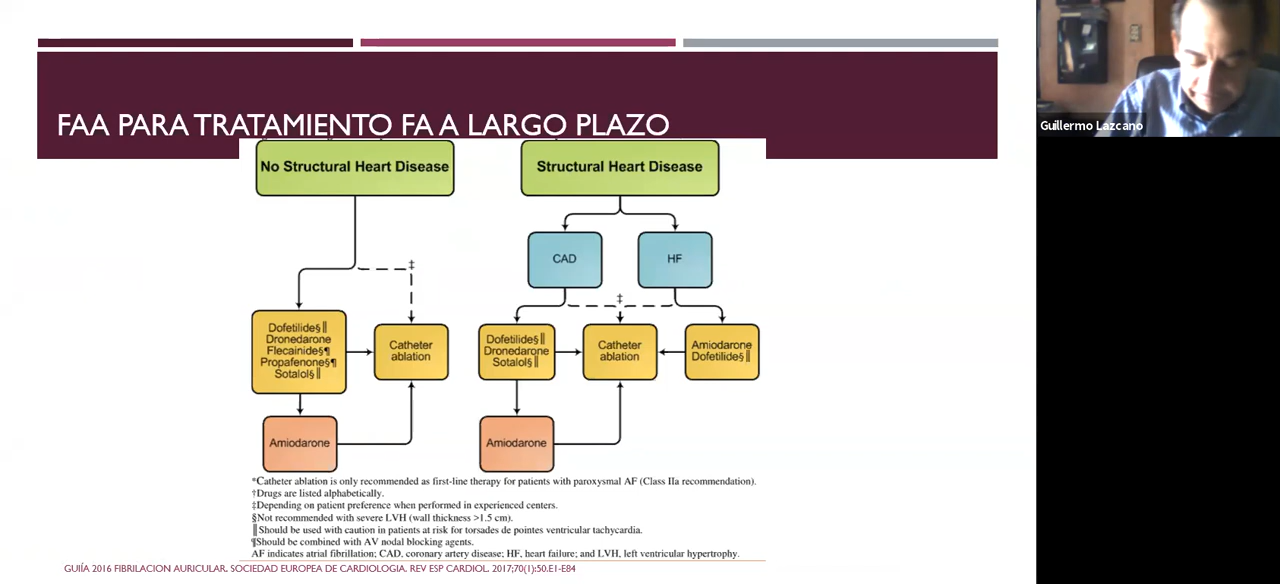 FAA PARA TRATAMIENTO FA A LARGO PLAZO
No Structural Heart Disease
Structural Heart Disease
CAD
HF
‡
‡
Dofetilide§‖
Dronedarone
Flecainide§¶
Propafenone§¶
Sotalol§‖
Catheter
ablation
Dofetilide§‖
Dronedarone
Sotalol§‖
Catheter
ablation
Amiodarone
Dofetilide§‖
Amiodarone
Amiodarone
*Catheter ablation is only recommended as first-line therapy for patients with paroxysmal AF (Class IIa recommendation).
†Drugs are listed alphabetically.
‡Depending on patient preference when performed in experienced centers.
§Not recommended with severe LVH (wall thickness >1.5 cm).
‖Should be used with caution in patients at risk for torsades de pointes ventricular tachycardia.
¶Should be combined with AV nodal blocking agents.
AF indicates atrial fibrillation; CAD, coronary artery disease; HF, heart failure; and LVH, left ventricular hypertrophy.
GUÍA 2016 FIBRILACION AURICULAR. SOCIEDAD EUROPEA DE CARDIOLOGIA. REV ESP CARDIOL. 2017;70(1):50.E1-E84
Guillermo Lazcano